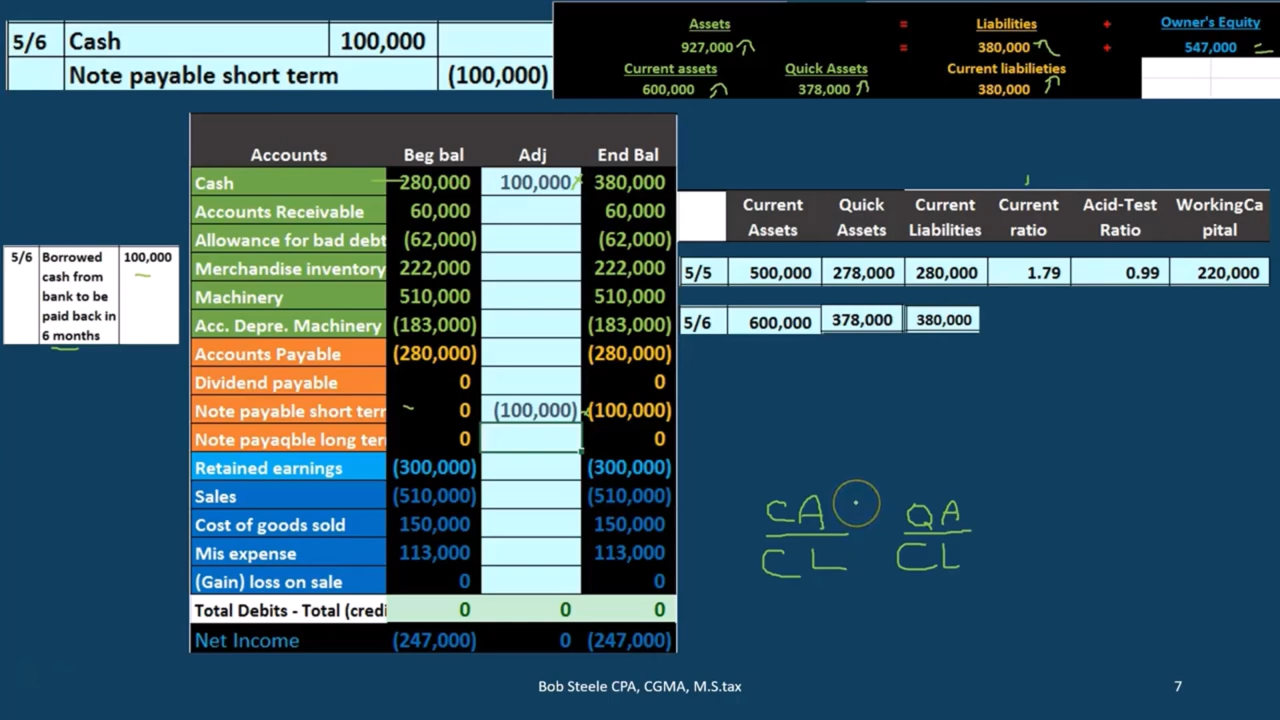 5/6 Cash 100,000
Note payable short term (100,000)
Assets = Liabilities + Owner's Equity
927,000 = 380,000 + 547,000
Current assets Quick Assets Current liabilieties
600,000 378,000 380,000
5/6 Borrowed 100,000
cash from
bank to be
paid back in
6 months
Accounts Beg bal Adj End Bal
Cash 280,000 100,000 380,000
Accounts Receivable 60,000 60,000
Allowance for bad debt (62,000) (62,000)
Merchandise inventory 222,000 222,000
Machinery 510,000 510,000
Acc. Depre. Machinery (183,000) (183,000)
Accounts Payable (280,000) (280,000)
Dividend payable 0 0
Note payable short terr 0 (100,000) (100,000)
Note payaqble long ter 0 0
Retained earnings (300,000) (300,000)
Sales (510,000) (510,000)
Cost of goods sold 150,000 150,000
Mis expense 113,000 113,000
(Gain) loss on sale 0 0
Total Debits - Total (credi 0 0 0
Net Income (247,000) 0 (247,000)
Current Quick Current Current Acid-Test WorkingCa
Assets Assets Liabilities ratio Ratio pital
5/5 500,000 278,000 280,000 1.79 0.99 220,000
5/6 600,000 378,000 380,000
CA QA
CL CL
Bob Steele CPA, CGMA, M.S.tax 7